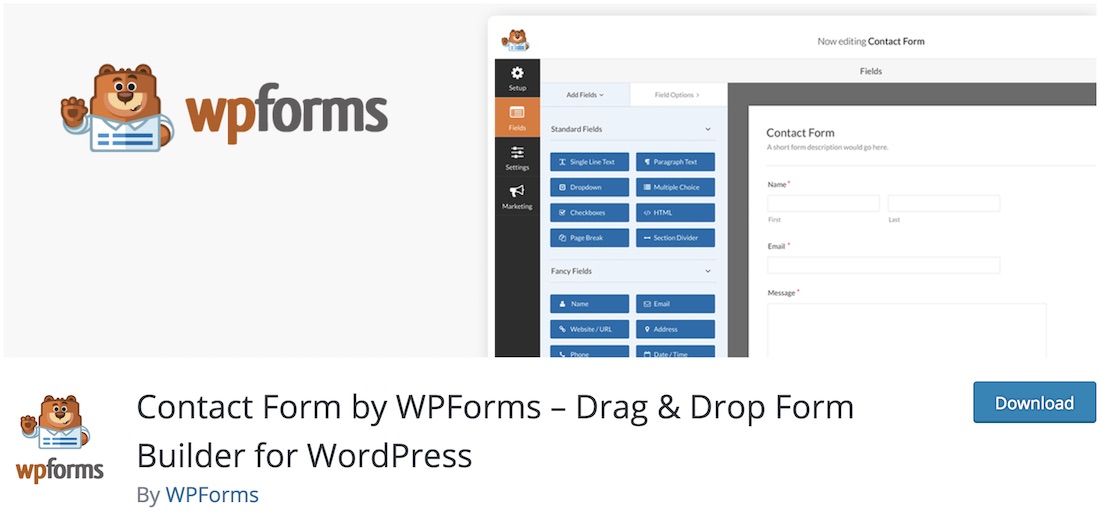 wpforms
Now editing Contact Form
Fields
Setup
Fields
Settings
Marketing
Add Fields
Field Options
Standard Fields
Single Line Text
Paragraph Text
Dropdown
Multiple Choice
Checkboxes
HTML
Page Break
Section Divider
Fancy Fields
Name
Email
Website / URL
Address
Phone
Date / Time
Contact Form
A short form description would go here.
Name *
First
Last
Email *
Message *
wpforms
Contact Form by WPForms – Drag & Drop Form
Builder for WordPress
By WPForms
Download